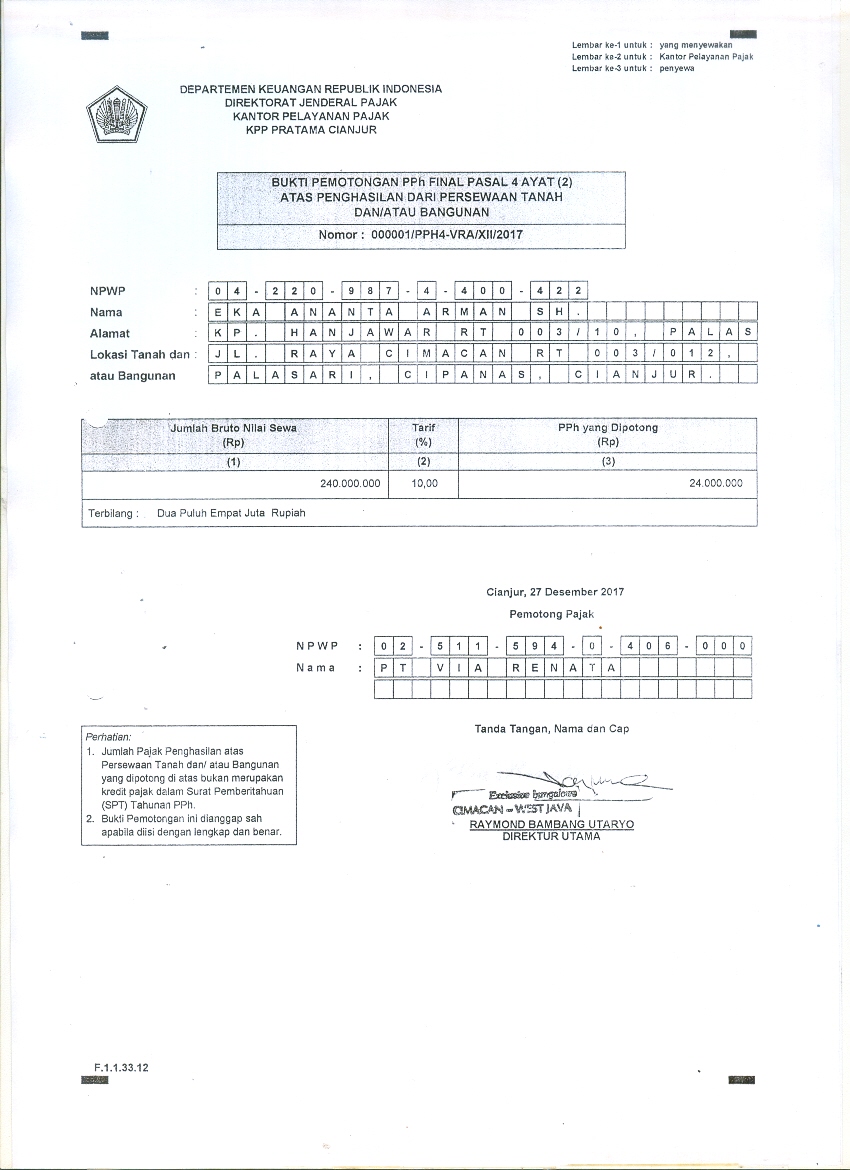 Lembar ke-1 untuk : yang menyewakan
Lembar ke-2 untuk : Kantor Pelayanan Pajak
Lembar ke-3 untuk : penyewa
DEPARTEMEN KEUANGAN REPUBLIK INDONESIA
DIREKTORAT JENDERAL PAJAK
KANTOR PELAYANAN PAJAK
KPP PRATAMA CIANJUR
BUKTI PEMOTONGAN PPh FINAL PASAL 4 AYAT (2)
ATAS PENGHASILAN DARI PERSEWAAN TANAH
DAN/ATAU BANGUNAN
Nomor : 000001/PPH4-VRA/XII/2017
NPWP : 04-220-987-4-400-422
Nama : EKA ANANTA ARMAN SH.
Alamat : KP. HANJAWAR RT 003/10, PALAS
Lokasi Tanah dan : JL. RAYA CIMACAN RT 003/012,
atau Bangunan PALASARI, CIPANAS, CIANJUR.
Jumlah Bruto Nilai Sewa (Rp) Tarif (%) PPh yang Dipotong (Rp)
(1) (2) (3)
240.000.000 10,00 24.000.000
Terbilang : Dua Puluh Empat Juta Rupiah
Cianjur, 27 Desember 2017
Pemotong Pajak
NPWP : 02-511-594-0-406-000
Nama : PT VIA RENATA
Tanda Tangan, Nama dan Cap
Exclusive bungalows
CIMACAN - WEST JAVA
RAYMOND BAMBANG UTARYO
DIREKTUR UTAMA
Perhatian:
1. Jumlah Pajak Penghasilan atas
Persewaan Tanah dan/ atau Bangunan
yang dipotong di atas bukan merupakan
kredit pajak dalam Surat Pemberitahuan
(SPT) Tahunan PPh.
2. Bukti Pemotongan ini dianggap sah
apabila diisi dengan lengkap dan benar.
F.1.1.33.12